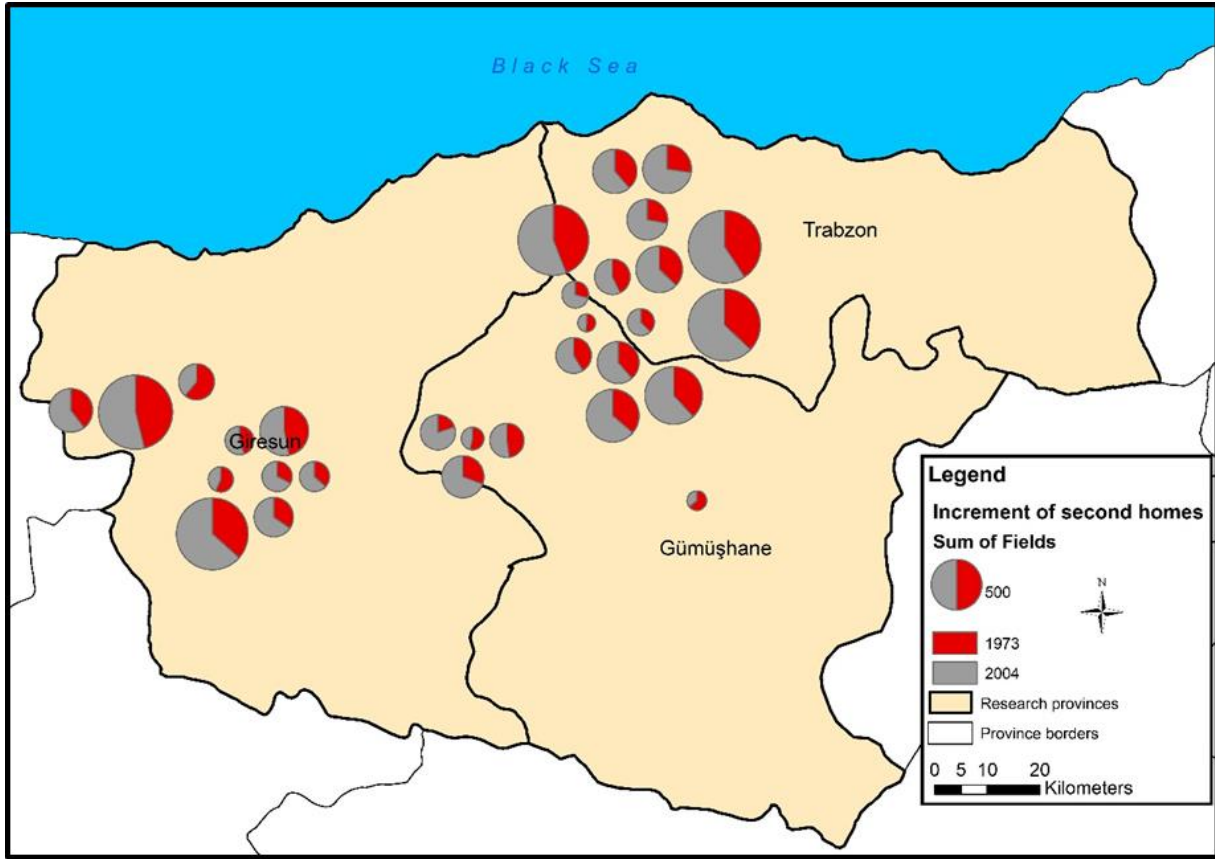 Black Sea
Trabzon
Giresun
Gümüşhane
Legend
Increment of second homes
Sum of Fields
500
N
1973
2004
Research provinces
Province borders
0 5 10 20
Kilometers